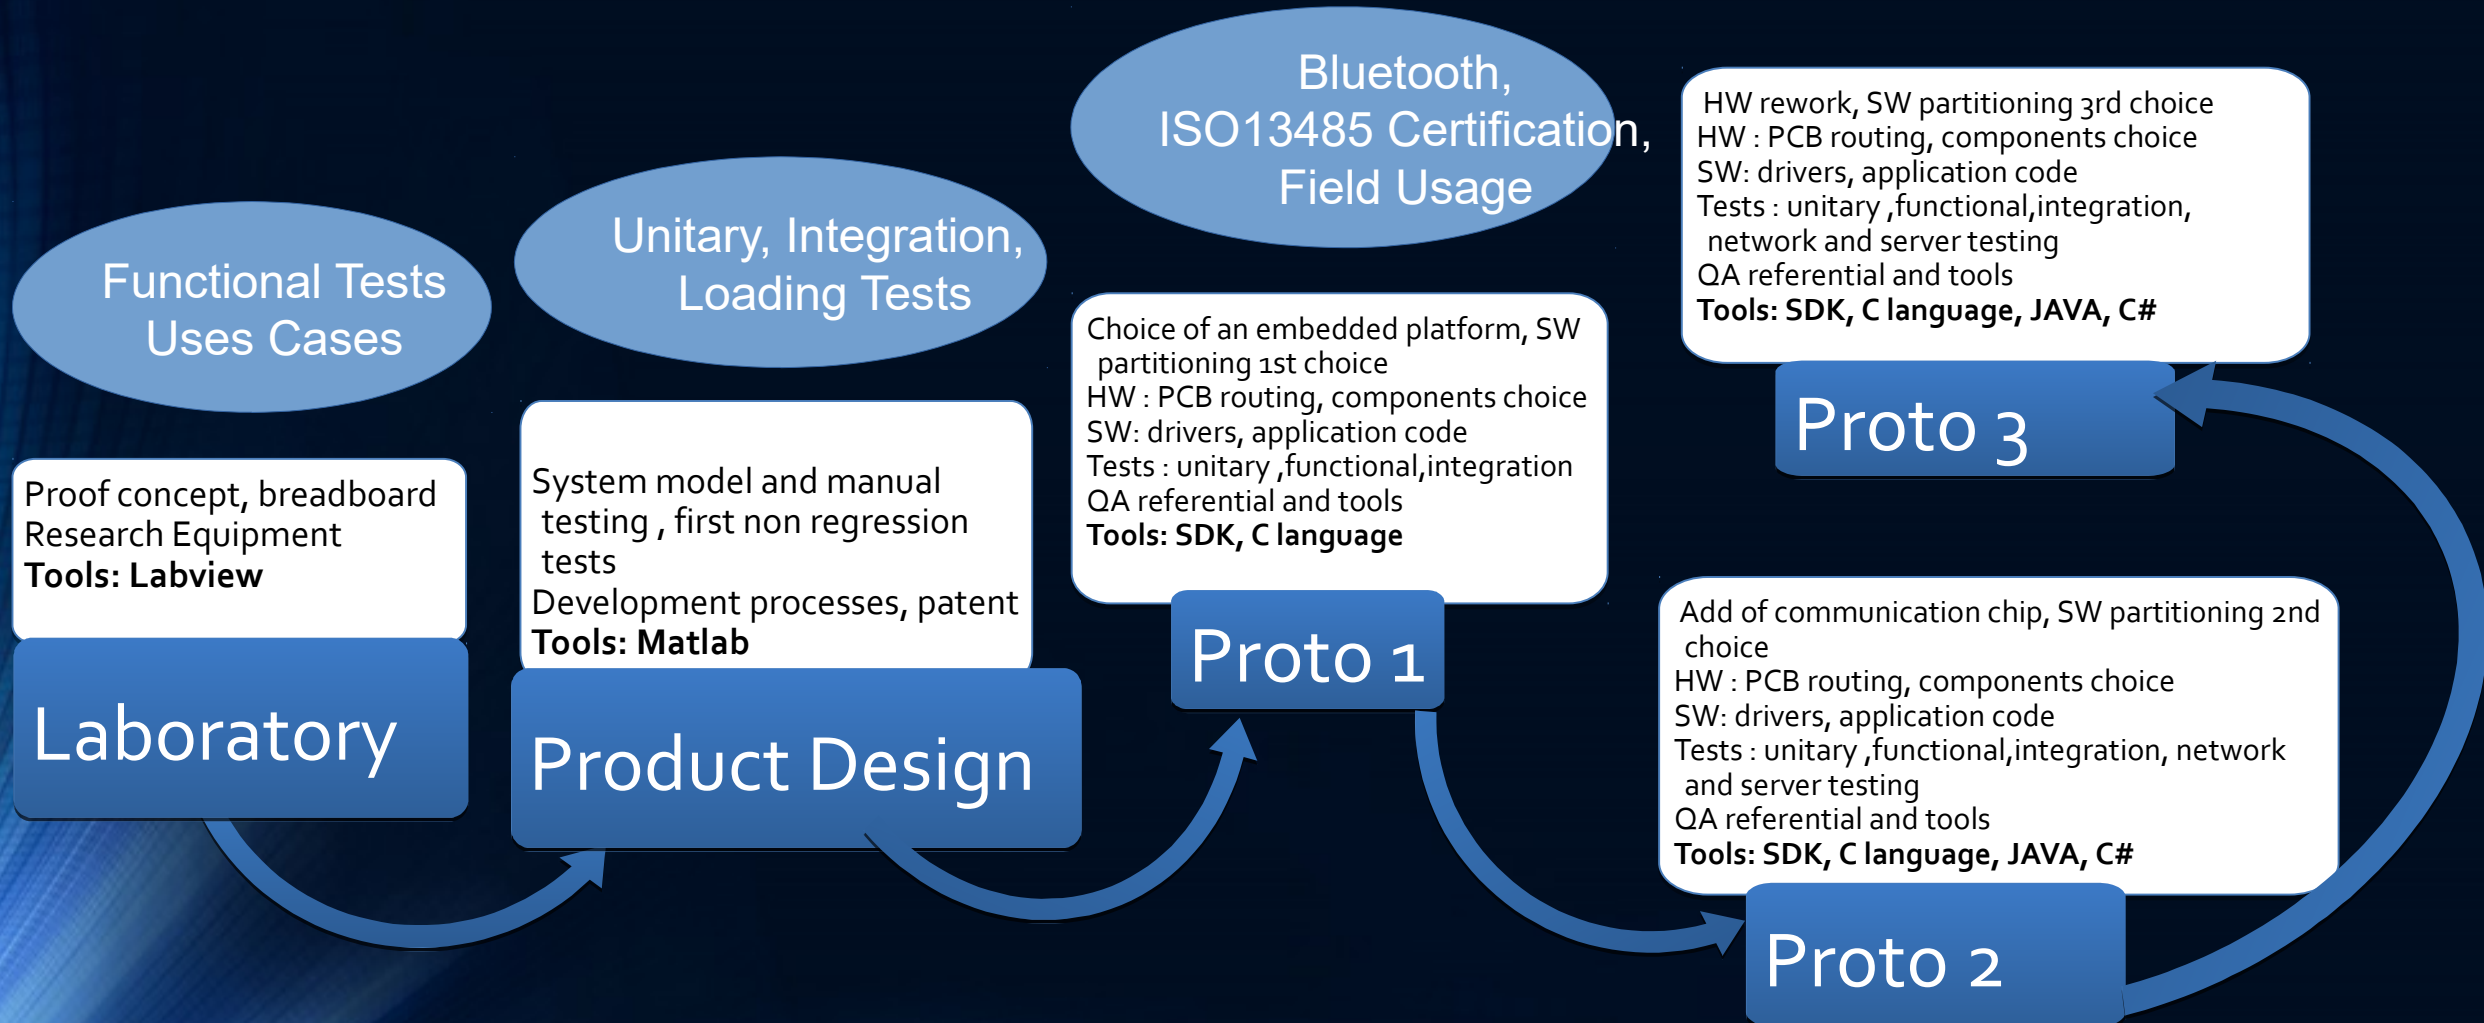 Functional Tests
Uses Cases
Proof concept, breadboard
Research Equipment
Tools: Labview
Laboratory
Unitary, Integration,
Loading Tests
System model and manual
testing , first non regression
tests
Development processes, patent
Tools: Matlab
Product Design
Bluetooth,
ISO13485 Certification,
Field Usage
Choice of an embedded platform, SW
partitioning 1st choice
HW : PCB routing, components choice
SW: drivers, application code
Tests : unitary ,functional,integration
QA referential and tools
Tools: SDK, C language
Proto 1
Add of communication chip, SW partitioning 2nd
choice
HW : PCB routing, components choice
SW: drivers, application code
Tests : unitary ,functional,integration, network
and server testing
QA referential and tools
Tools: SDK, C language, JAVA, C#
Proto 2
HW rework, SW partitioning 3rd choice
HW : PCB routing, components choice
SW: drivers, application code
Tests : unitary ,functional,integration,
network and server testing
QA referential and tools
Tools: SDK, C language, JAVA, C#
Proto 3